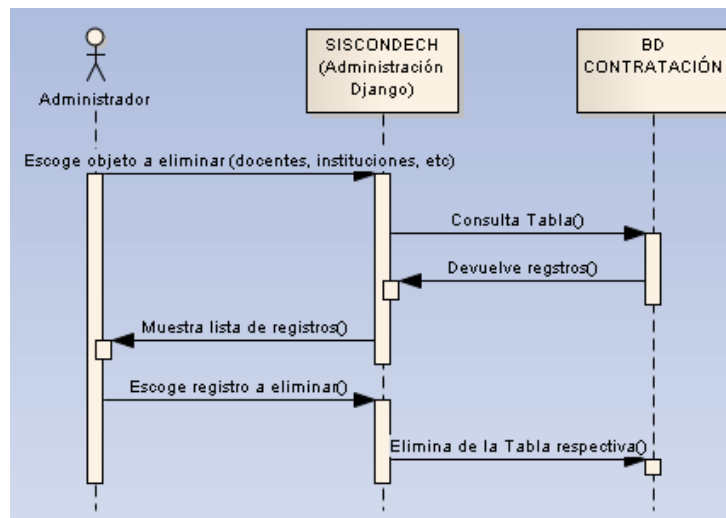 SISCONDECH
(Administración
Django)
BD
CONTRATACIÓN
Administrador
Escoge objeto a eliminar (docentes, instituciones, etc)
Consulta Tabla()
Devuelve regstros()
Muestra lista de registros()
Escoge registro a eliminar()
Elimina de la Tabla respectiva()